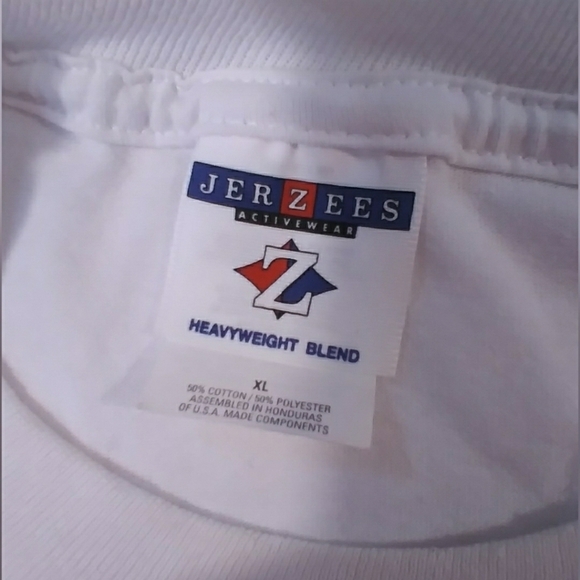 JERZEES
ACTIVEWEAR
Z
HEAVYWEIGHT BLEND
XL
50% COTTON / 50% POLYESTER
ASSEMBLED IN HONDURAS
OF U.S.A. MADE COMPONENTS